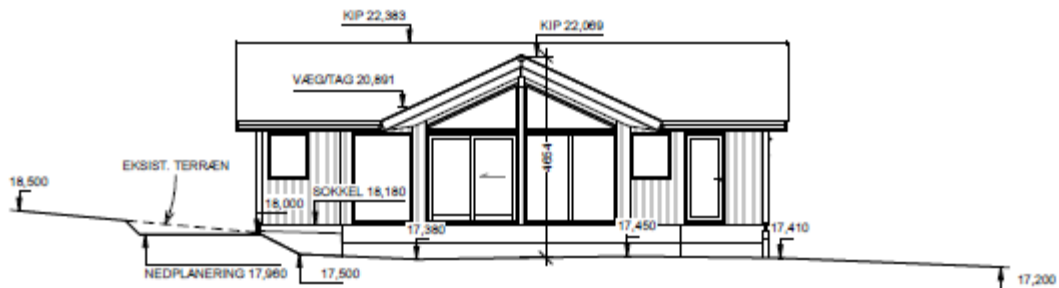 KIP 22,383
KIP 22,069
VÆG/TAG 20,891
EKSIST. TERRÆN
18,500
SOKKEL 18,180
18,000
4654
17,380
17,450
17,410
NEDPLANERING 17,960
17,500
17,200